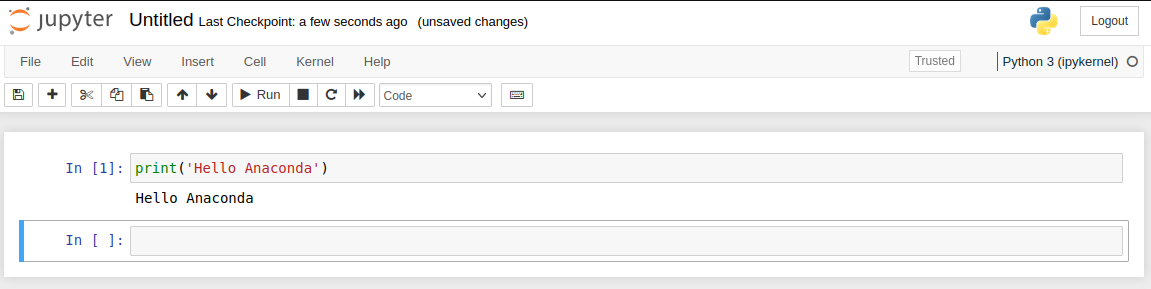 jupyter Untitled Last Checkpoint: a few seconds ago (unsaved changes) Logout
File Edit View Insert Cell Kernel Help Trusted Python 3 (ipykernel)
Run Code
In [1]: print('Hello Anaconda')
Hello Anaconda
In [ ]: